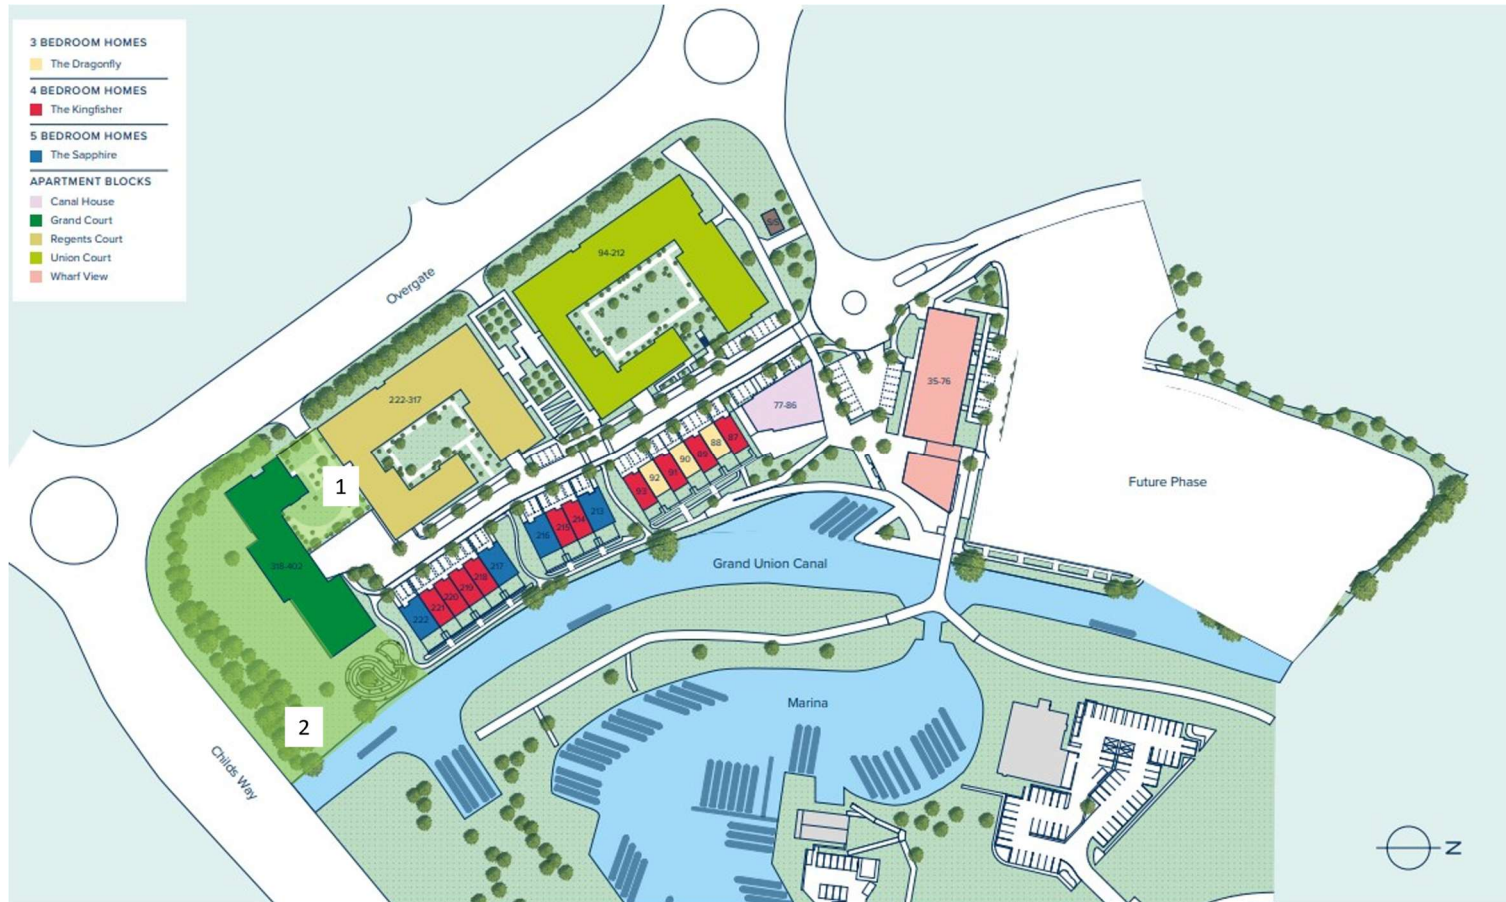 3 BEDROOM HOMES
The Dragonfly
4 BEDROOM HOMES
The Kingfisher
5 BEDROOM HOMES
The Sapphire
APARTMENT BLOCKS
Canal House
Grand Court
Regents Court
Union Court
Wharf View
Overgate
94-212
S/S
222-317
35-76
77-86
87
88
89
90
91
92
93
1
213
214
215
216
217
218
219
220
221
222
318-402
Future Phase
Grand Union Canal
Marina
2
Childs Way
N